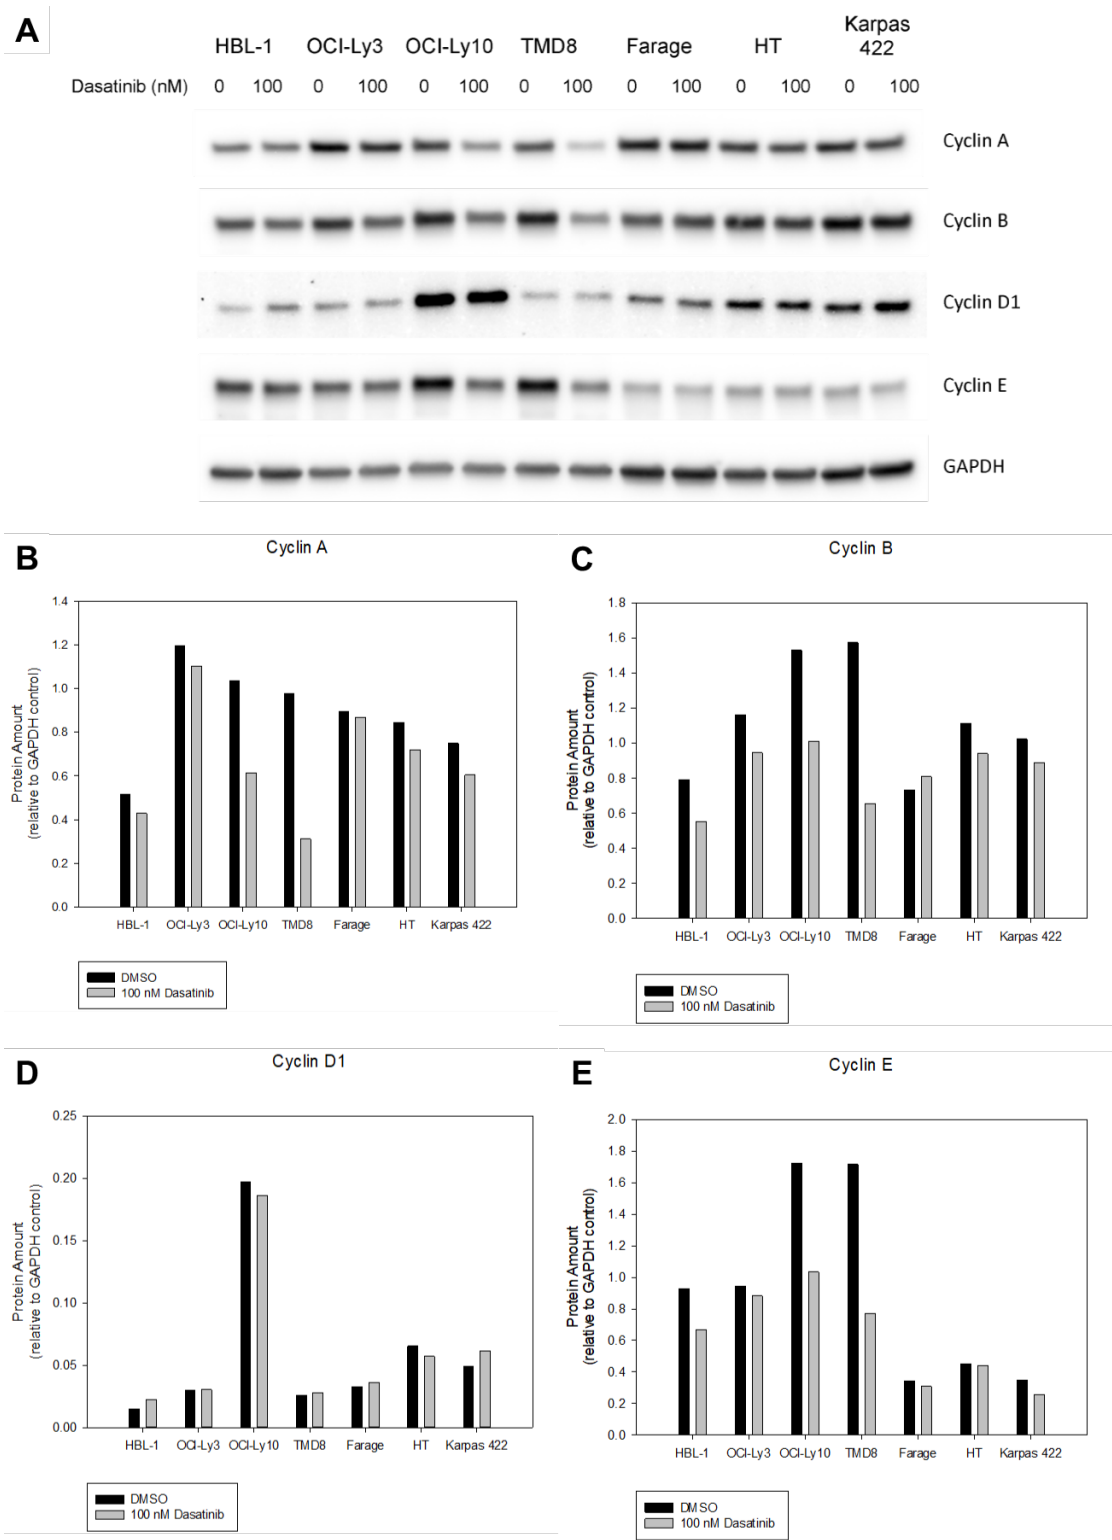 A
HBL-1 OCI-Ly3 OCI-Ly10 TMD8 Farage HT Karpas
422
Dasatinib (nM) 0 100 0 100 0 100 0 100 0 100 0 100 0 100
Cyclin A
Cyclin B
Cyclin D1
Cyclin E
GAPDH
B
Cyclin A
Protein Amount
(relative to GAPDH control)
1.4
1.2
1.0
0.8
0.6
0.4
0.2
0.0
HBL-1 OCI-Ly3 OCI-Ly10 TMD8 Farage HT Karpas 422
DMSO
100 nM Dasatinib
C
Cyclin B
Protein Amount
(relative to GAPDH control)
1.8
1.6
1.4
1.2
1.0
0.8
0.6
0.4
0.2
0.0
HBL-1 OCI-Ly3 OCI-Ly10 TMD8 Farage HT Karpas 422
DMSO
100 nM Dasatinib
D
Cyclin D1
Protein Amount
(relative to GAPDH control)
0.25
0.20
0.15
0.10
0.05
0.00
HBL-1 OCI-Ly3 OCI-Ly10 TMD8 Farage HT Karpas 422
DMSO
100 nM Dasatinib
E
Cyclin E
Protein Amount
(relative to GAPDH control)
2.0
1.8
1.6
1.4
1.2
1.0
0.8
0.6
0.4
0.2
0.0
HBL-1 OCI-Ly3 OCI-Ly10 TMD8 Farage HT Karpas 422
DMSO
100 nM Dasatinib